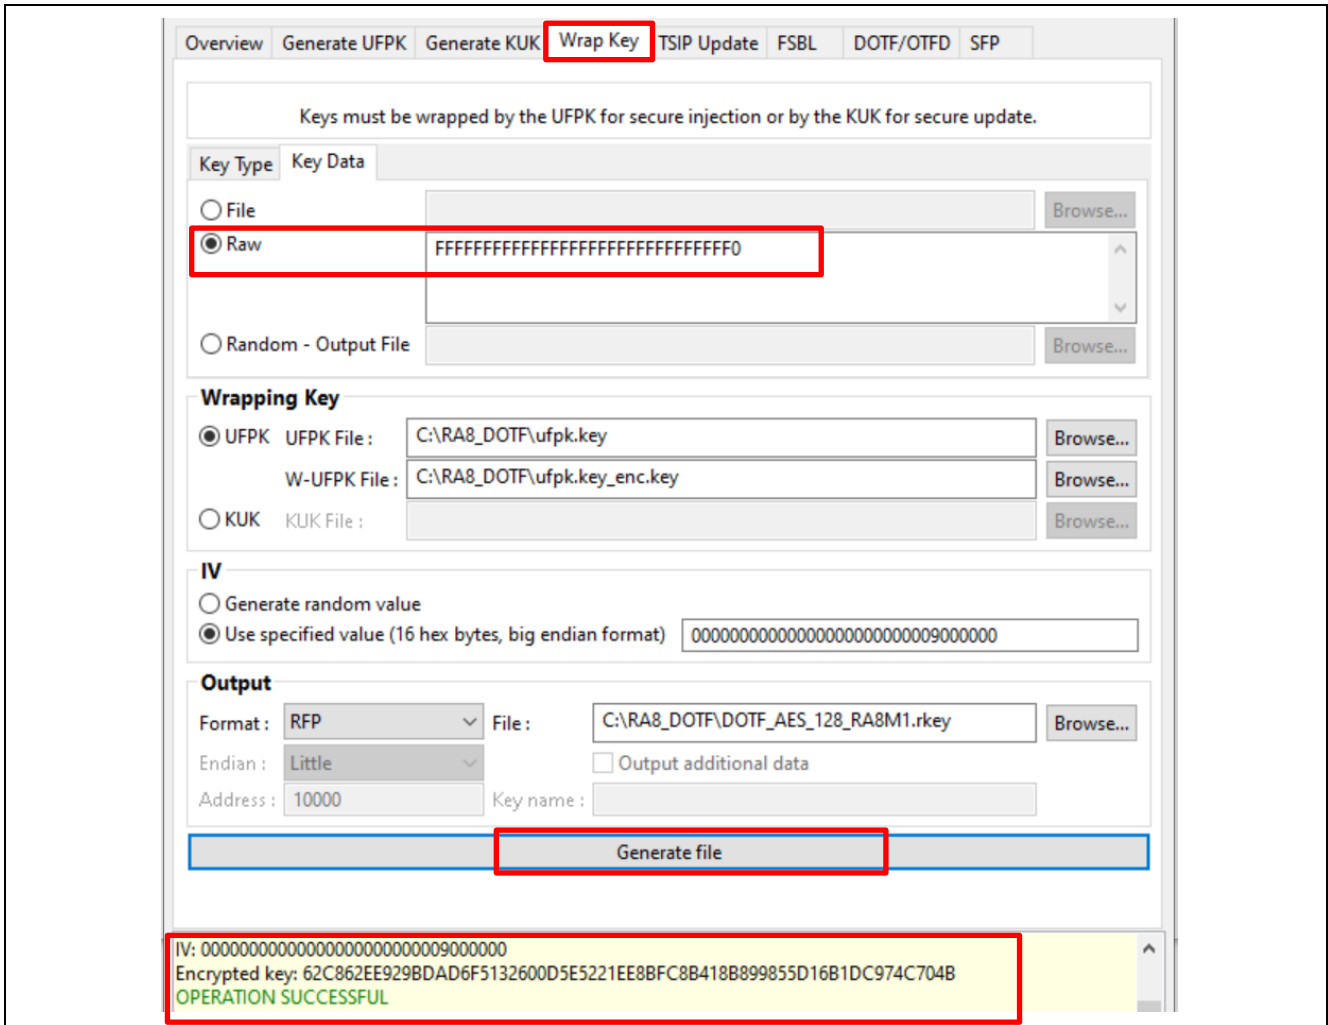 Overview Generate UFPK Generate KUK Wrap Key TSIP Update FSBL DOTF/OTFD SFP
Keys must be wrapped by the UFPK for secure injection or by the KUK for secure update.
Key Type Key Data
File Browse...
Raw FFFFFFFFFFFFFFFFFFFFFFFFFFFFFFF0
Random - Output File Browse...
Wrapping Key
UFPK UFPK File : C:\RA8_DOTF\ufpk.key Browse...
W-UFPK File : C:\RA8_DOTF\ufpk.key_enc.key Browse...
KUK KUK File : Browse...
IV
Generate random value
Use specified value (16 hex bytes, big endian format) 00000000000000000000000009000000
Output
Format : RFP File : C:\RA8_DOTF\DOTF_AES_128_RA8M1.rkey Browse...
Endian : Little Output additional data
Address : 10000 Key name :
Generate file
IV: 00000000000000000000000009000000
Encrypted key: 62C862EE929BDAD6F5132600D5E5221EE8BFC8B418B899855D16B1DC974C704B
OPERATION SUCCESSFUL